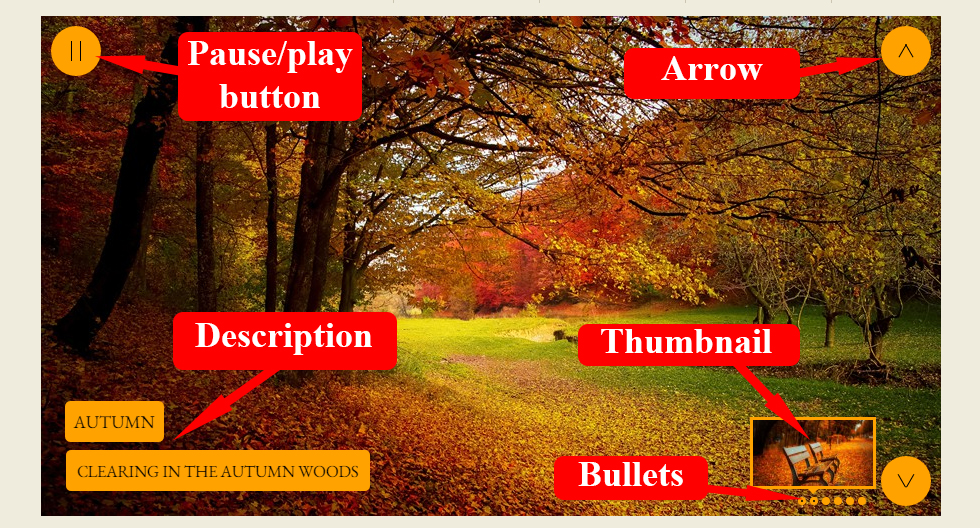 Pause/play
button
Arrow
Description
Thumbnail
AUTUMN
CLEARING IN THE AUTUMN WOODS
Bullets